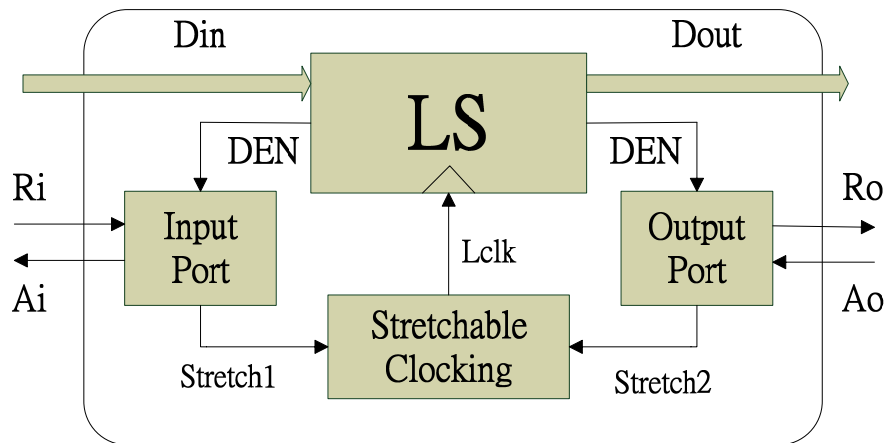 Din
Dout
LS
DEN
DEN
Ri
Ro
Input
Port
Output
Port
Lclk
Ai
Ao
Stretchable
Clocking
Stretch1
Stretch2